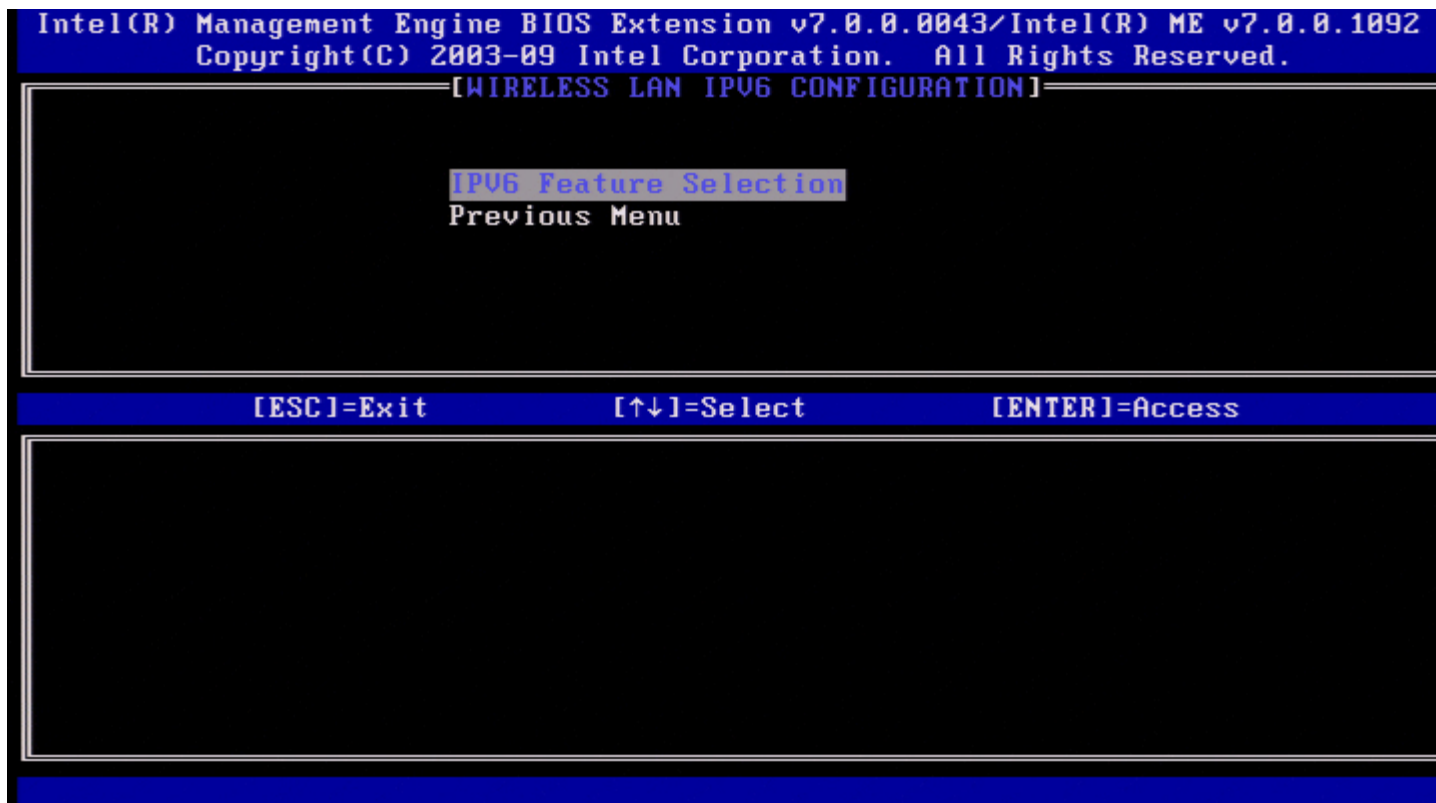 Intel(R) Management Engine BIOS Extension v7.0.0.0043/Intel(R) ME v7.0.0.1092
Copyright(C) 2003-09 Intel Corporation. All Rights Reserved.
[WIRELESS LAN IPV6 CONFIGURATION]
IPV6 Feature Selection
Previous Menu
[ESC]=Exit [↑↓]=Select [ENTER]=Access